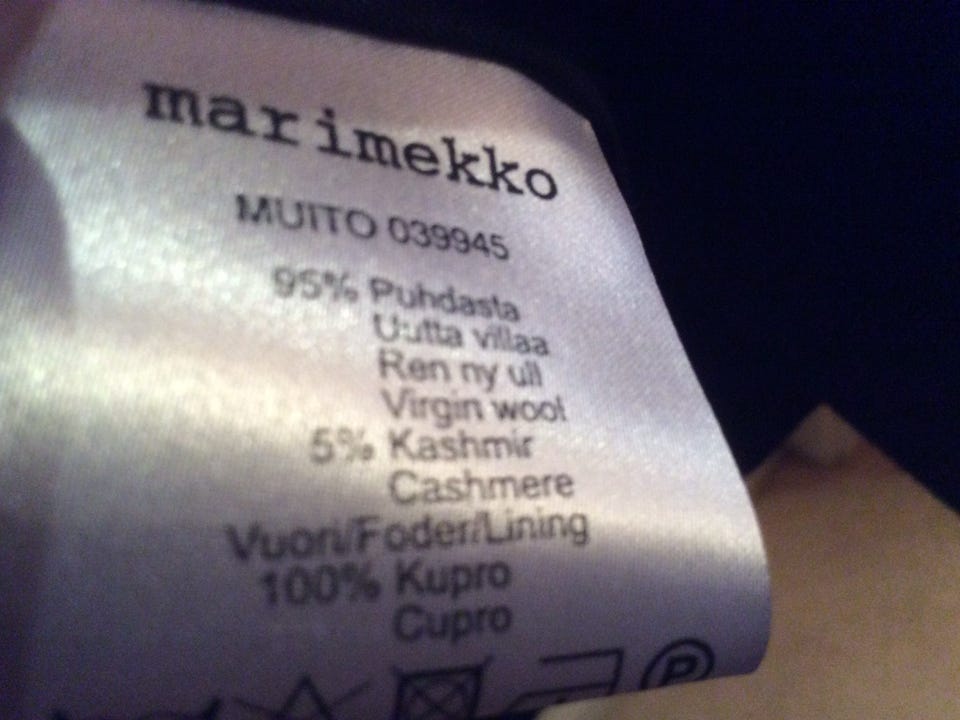 marimekko
MUITO 039945
95% Puhdasta
Uutta villaa
Ren ny ull
Virgin wool
5% Kashmir
Cashmere
Vuori/Foder/Lining
100% Kupro
Cupro
P